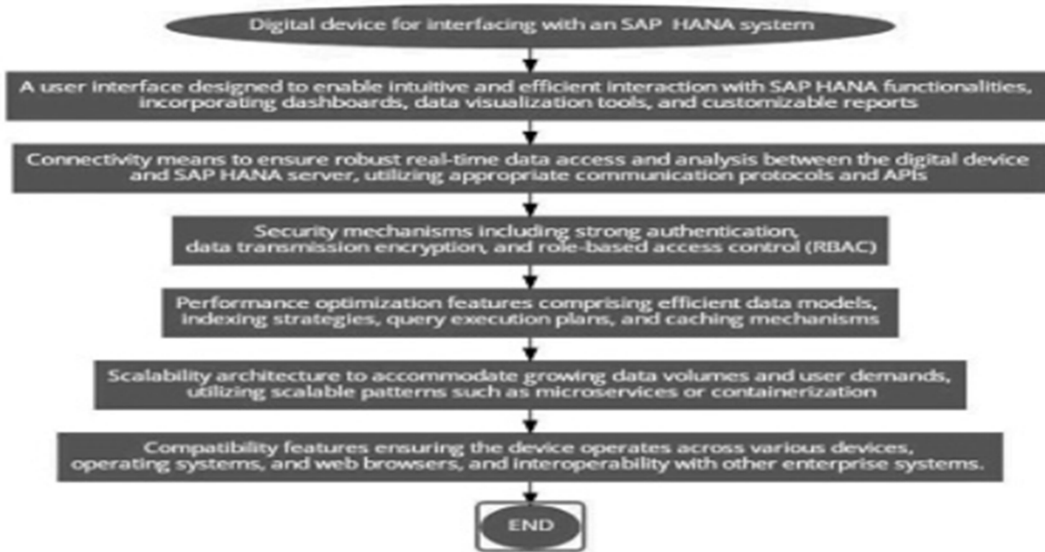 Digital device for interfacing with an SAP HANA system
A user interface designed to enable intuitive and efficient interaction with SAP HANA functionalities,
incorporating dashboards, data visualization tools, and customizable reports
Connectivity means to ensure robust real-time data access and analysis between the digital device
and SAP HANA server, utilizing appropriate communication protocols and APIs
Security mechanisms including strong authentication,
data transmission encryption, and role-based access control (RBAC)
Performance optimization features comprising efficient data models,
indexing strategies, query execution plans, and caching mechanisms
Scalability architecture to accommodate growing data volumes and user demands,
utilizing scalable patterns such as microservices or containerization
Compatibility features ensuring the device operates across various devices,
operating systems, and web browsers, and interoperability with other enterprise systems.
END